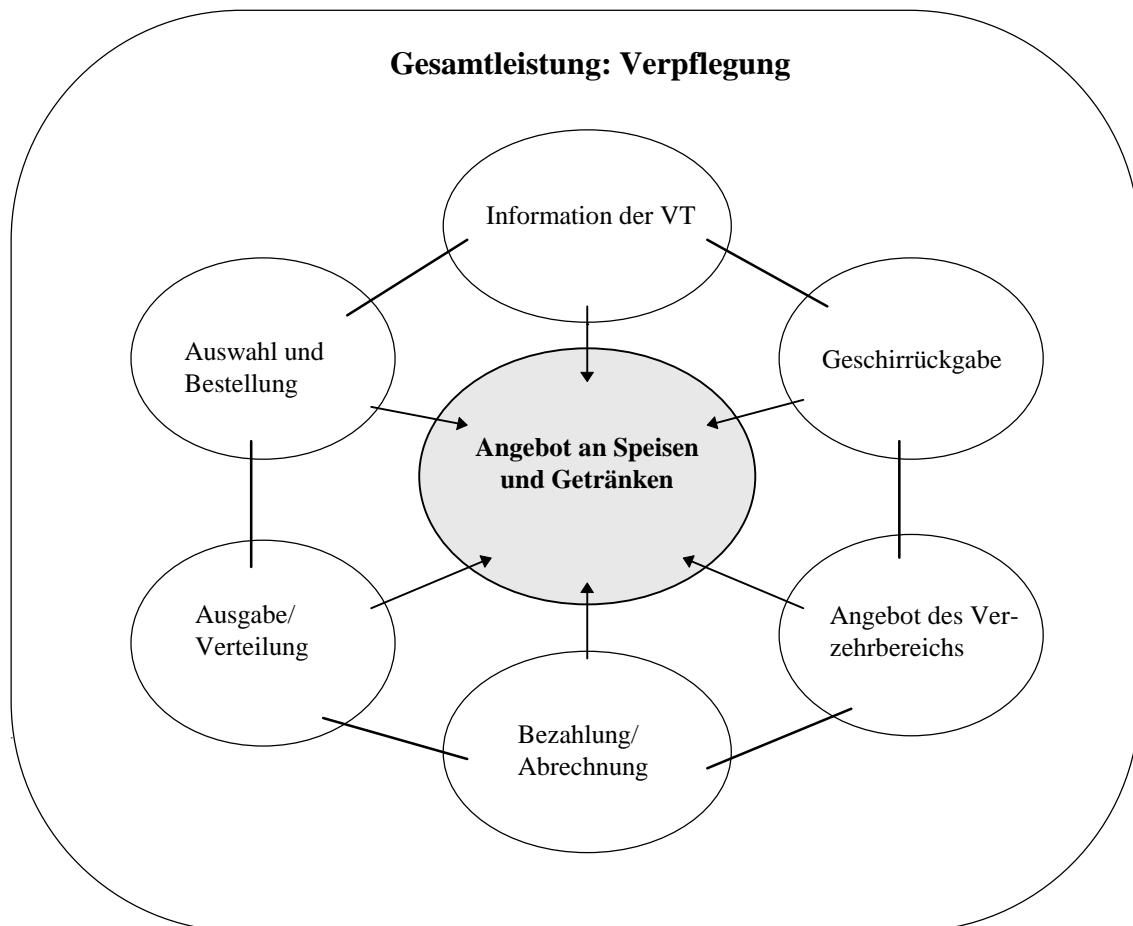 Gesamtleistung: Verpflegung
Information der VT
Auswahl und
Bestellung
Geschirrückgabe
Angebot an Speisen
und Getränken
Ausgabe/
Verteilung
Angebot des Ver-
zehrbereichs
Bezahlung/
Abrechnung